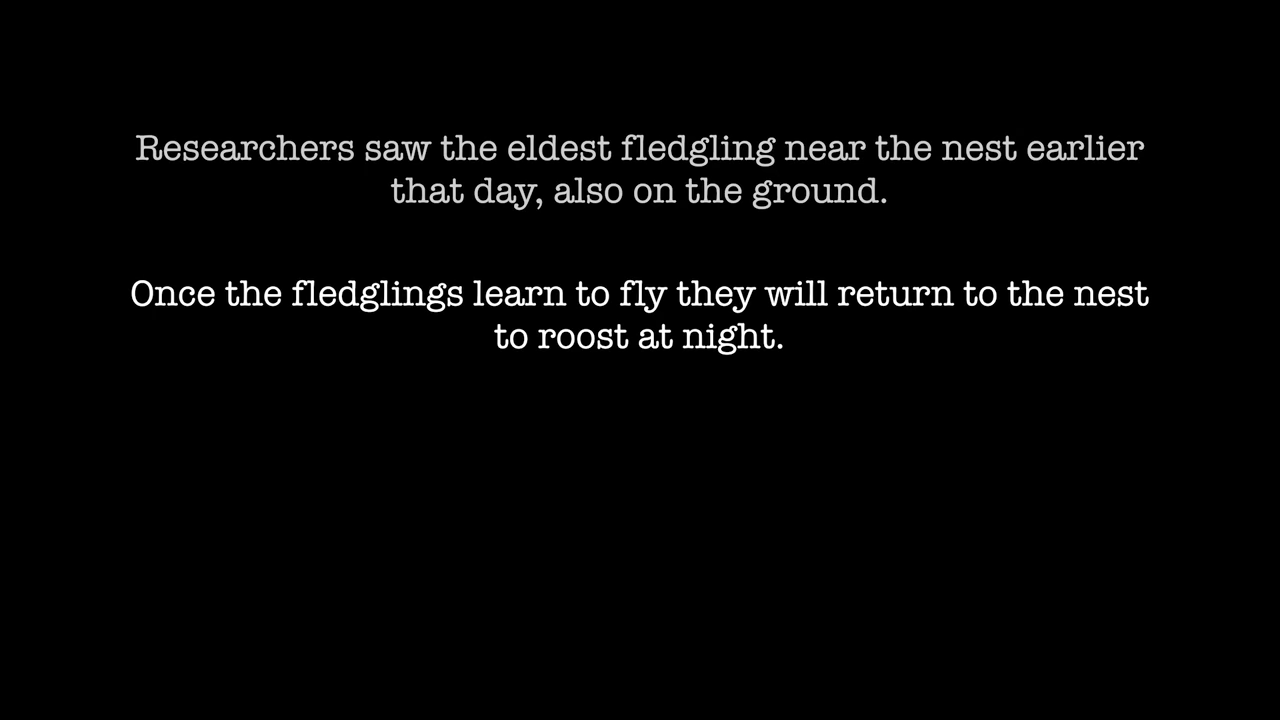 Researchers saw the eldest fledgling near the nest earlier
that day, also on the ground.
Once the fledglings learn to fly they will return to the nest
to roost at night.